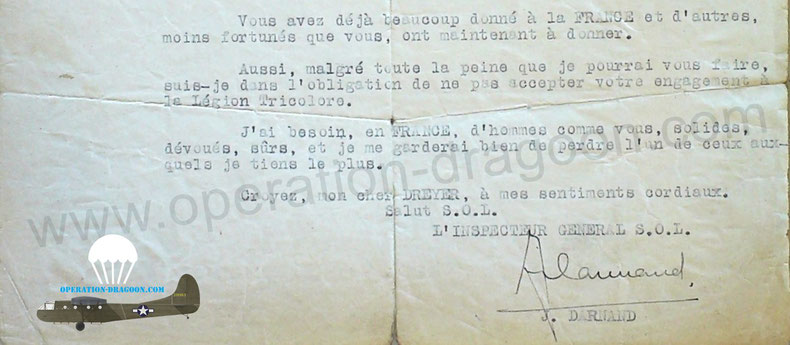 Vous avez déjà beaucoup donné à la FRANCE et d'autres,
moins fortunés que vous, ont maintenant à donner.
Aussi, malgré toute la peine que je pourrai vous faire,
suis-je dans l'obligation de ne pas accepter votre engagement à
la Légion Tricolore.
J'ai besoin, en FRANCE, d'hommes comme vous, solides,
dévoués, sûrs, et je me garderai bien de perdre l'un de ceux aux-
quels je tiens le plus.
Croyez, mon cher DREYER, à mes sentiments cordiaux.
Salut S.O.L.
L'INSPECTEUR GENERAL S.O.L.
J. DARNAND
www.operation-dragoon.com
OPERATION-DRAGOON.COM